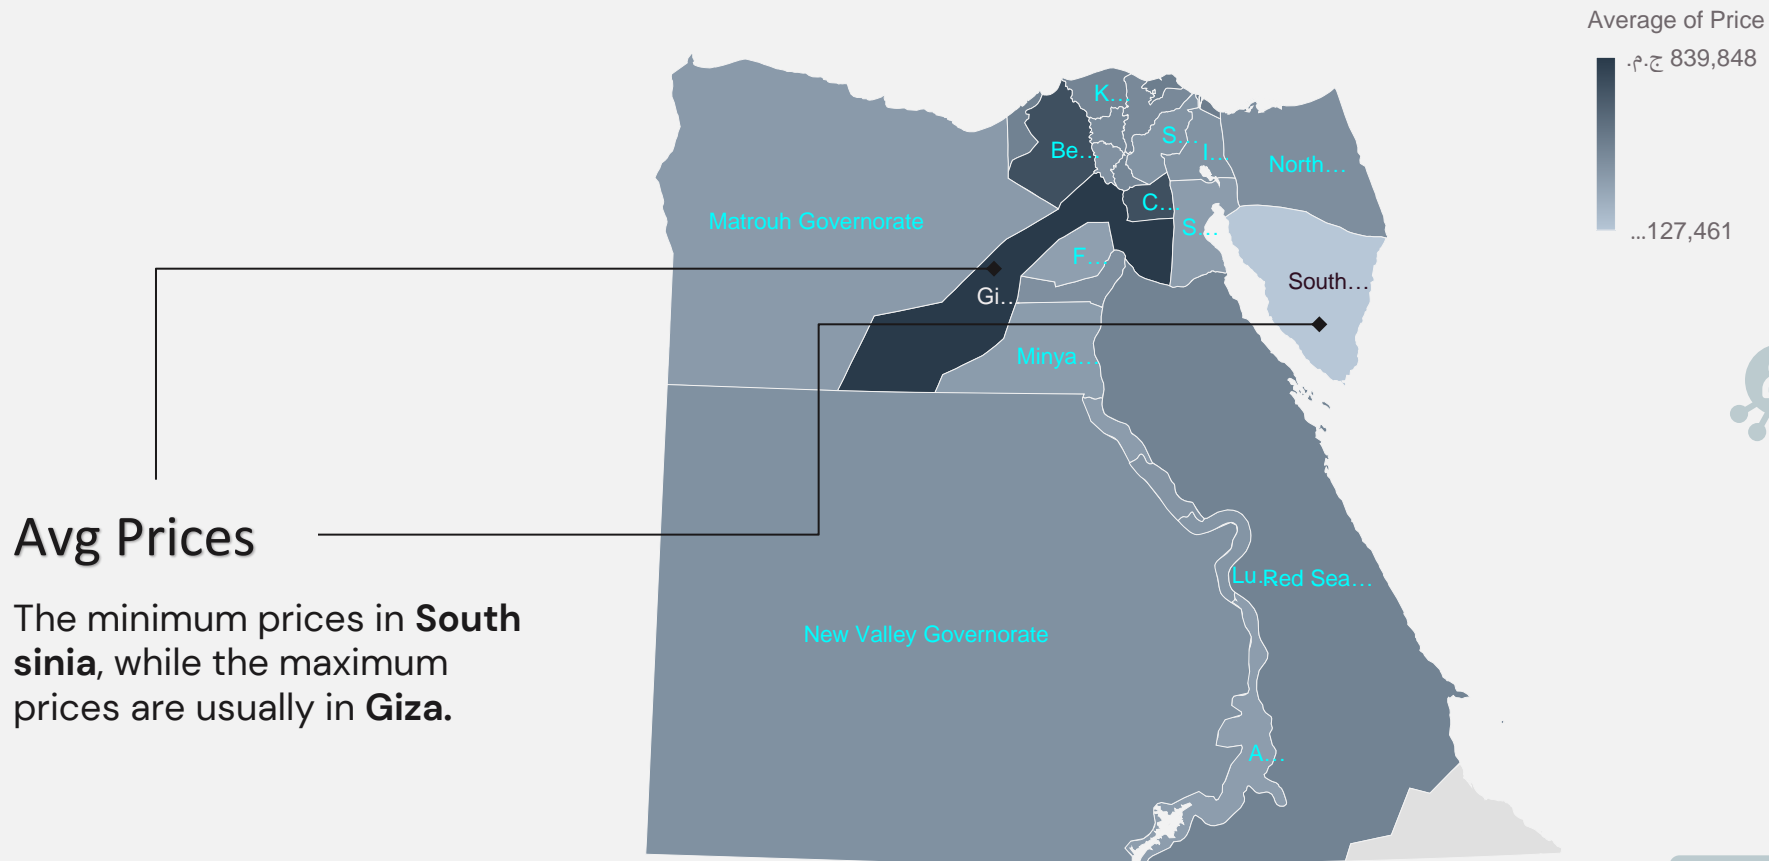 Average of Price
ج.م. 839,848
...127,461
K...
S...
Be...
I...
North...
C...
Matrouh Governorate
S...
F...
South...
Gi...
Minya...
Avg Prices
Lu...
Red Sea...
The minimum prices in South
sinia, while the maximum
prices are usually in Giza.
New Valley Governorate
A...